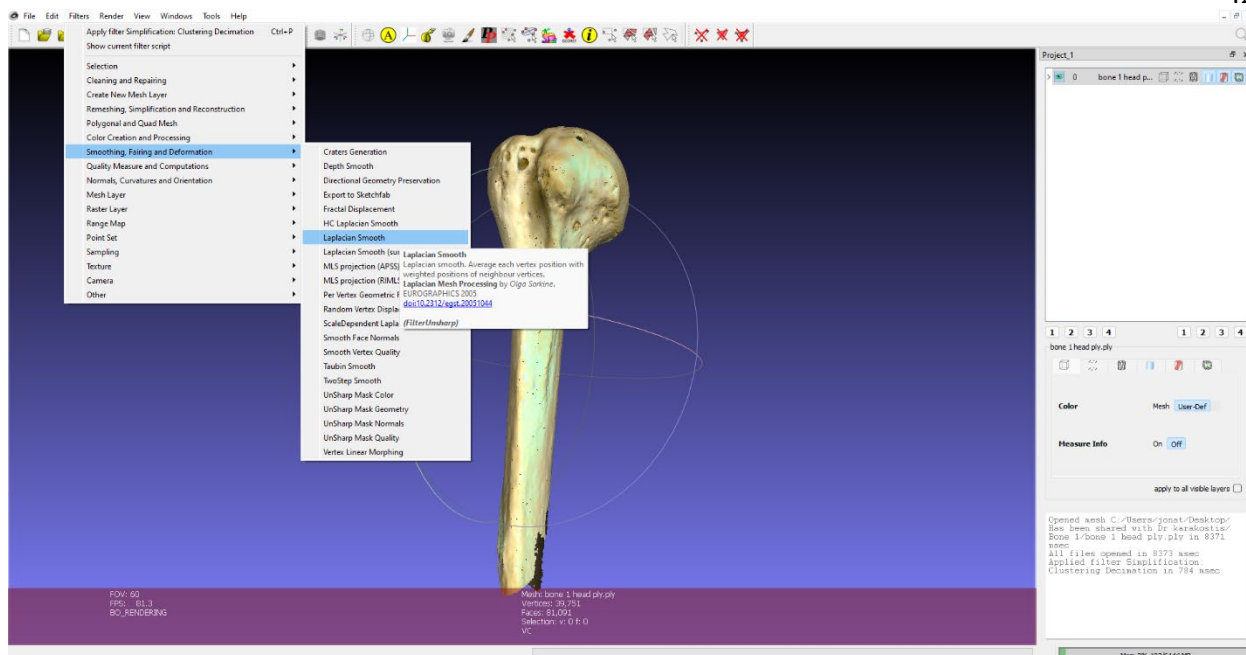 File Edit Filters Render View Windows Tools Help
Apply filter Simplification: Clustering Decimation Ctrl+P
Show current filter script
Selection
Cleaning and Repairing
Create New Mesh Layer
Remeshing, Simplification and Reconstruction
Polygonal and Quad Mesh
Color Creation and Processing
Smoothing, Fairing and Deformation
Quality Measure and Computations
Normals, Curvatures and Orientation
Mesh Layer
Raster Layer
Range Map
Point Set
Sampling
Texture
Camera
Other
Craters Generation
Depth Smooth
Directional Geometry Preservation
Export to Sketchfab
Fractal Displacement
HC Laplacian Smooth
Laplacian Smooth
Laplacian Smooth (sur
MLS projection (APSS)
MLS projection (RIMLS
Per Vertex Geometric F
Random Vertex Displa
ScaleDependent Lapla
Smooth Face Normals
Smooth Vertex Quality
Taubin Smooth
TwoStep Smooth
UnSharp Mask Color
UnSharp Mask Geometry
UnSharp Mask Normals
UnSharp Mask Quality
Vertex Linear Morphing
Laplacian Smooth
Laplacian smooth. Average each vertex position with
weighted positions of neighbour vertices.
Laplacian Mesh Processing by Olga Sorkine.
EUROGRAPHICS 2005
doi:10.2312/egst.20051044
(FilterUnsharp)
Project_1
0 bone 1 head p...
1 2 3 4 1 2 3 4
bone 1 head ply.ply
Color Mesh User-Def
Measure Info On Off
apply to all visible layers
Opened mesh C:/Users/jonat/Desktop/
Has been shared with Dr karakostis/
Bone 1/bone 1 head ply.ply in 8371
msec
All files opened in 8373 msec
Applied filter Simplification:
Clustering Decimation in 784 msec
FOV: 60
FPS: 81.3
BO_RENDERING
Mesh: bone 1 head ply.ply
Vertices: 39,751
Faces: 81,091
Selection: v: 0 f: 0
VC